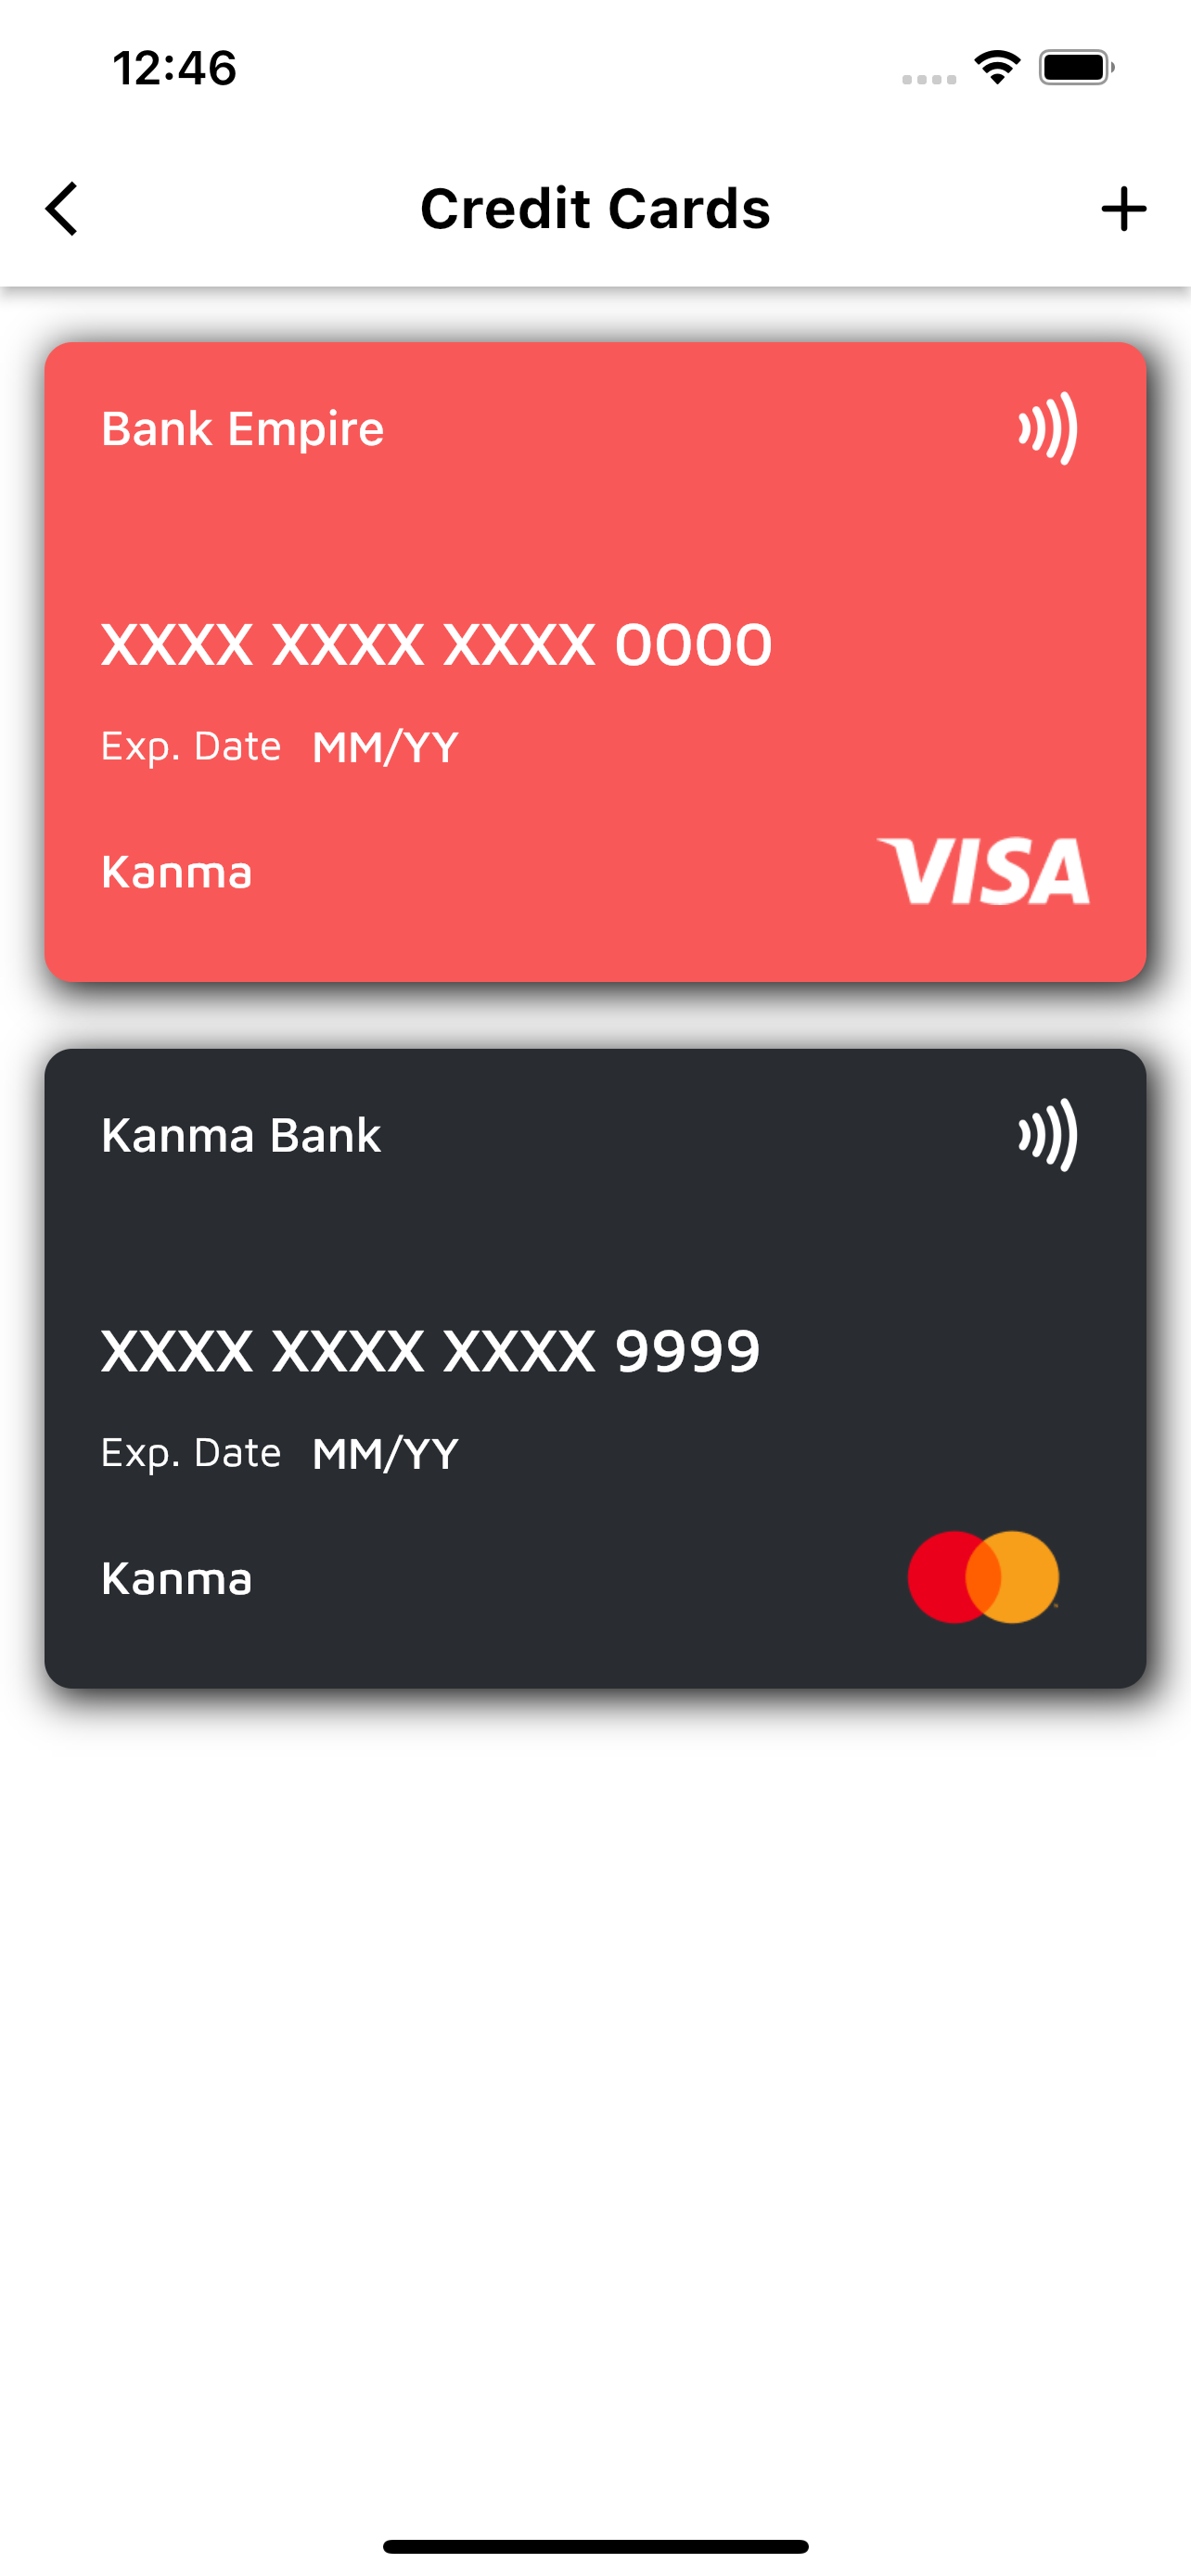 12:46
Credit Cards
Bank Empire
XXXX XXXX XXXX 0000
Exp. Date MM/YY
Kanma
VISA
Kanma Bank
XXXX XXXX XXXX 9999
Exp. Date MM/YY
Kanma